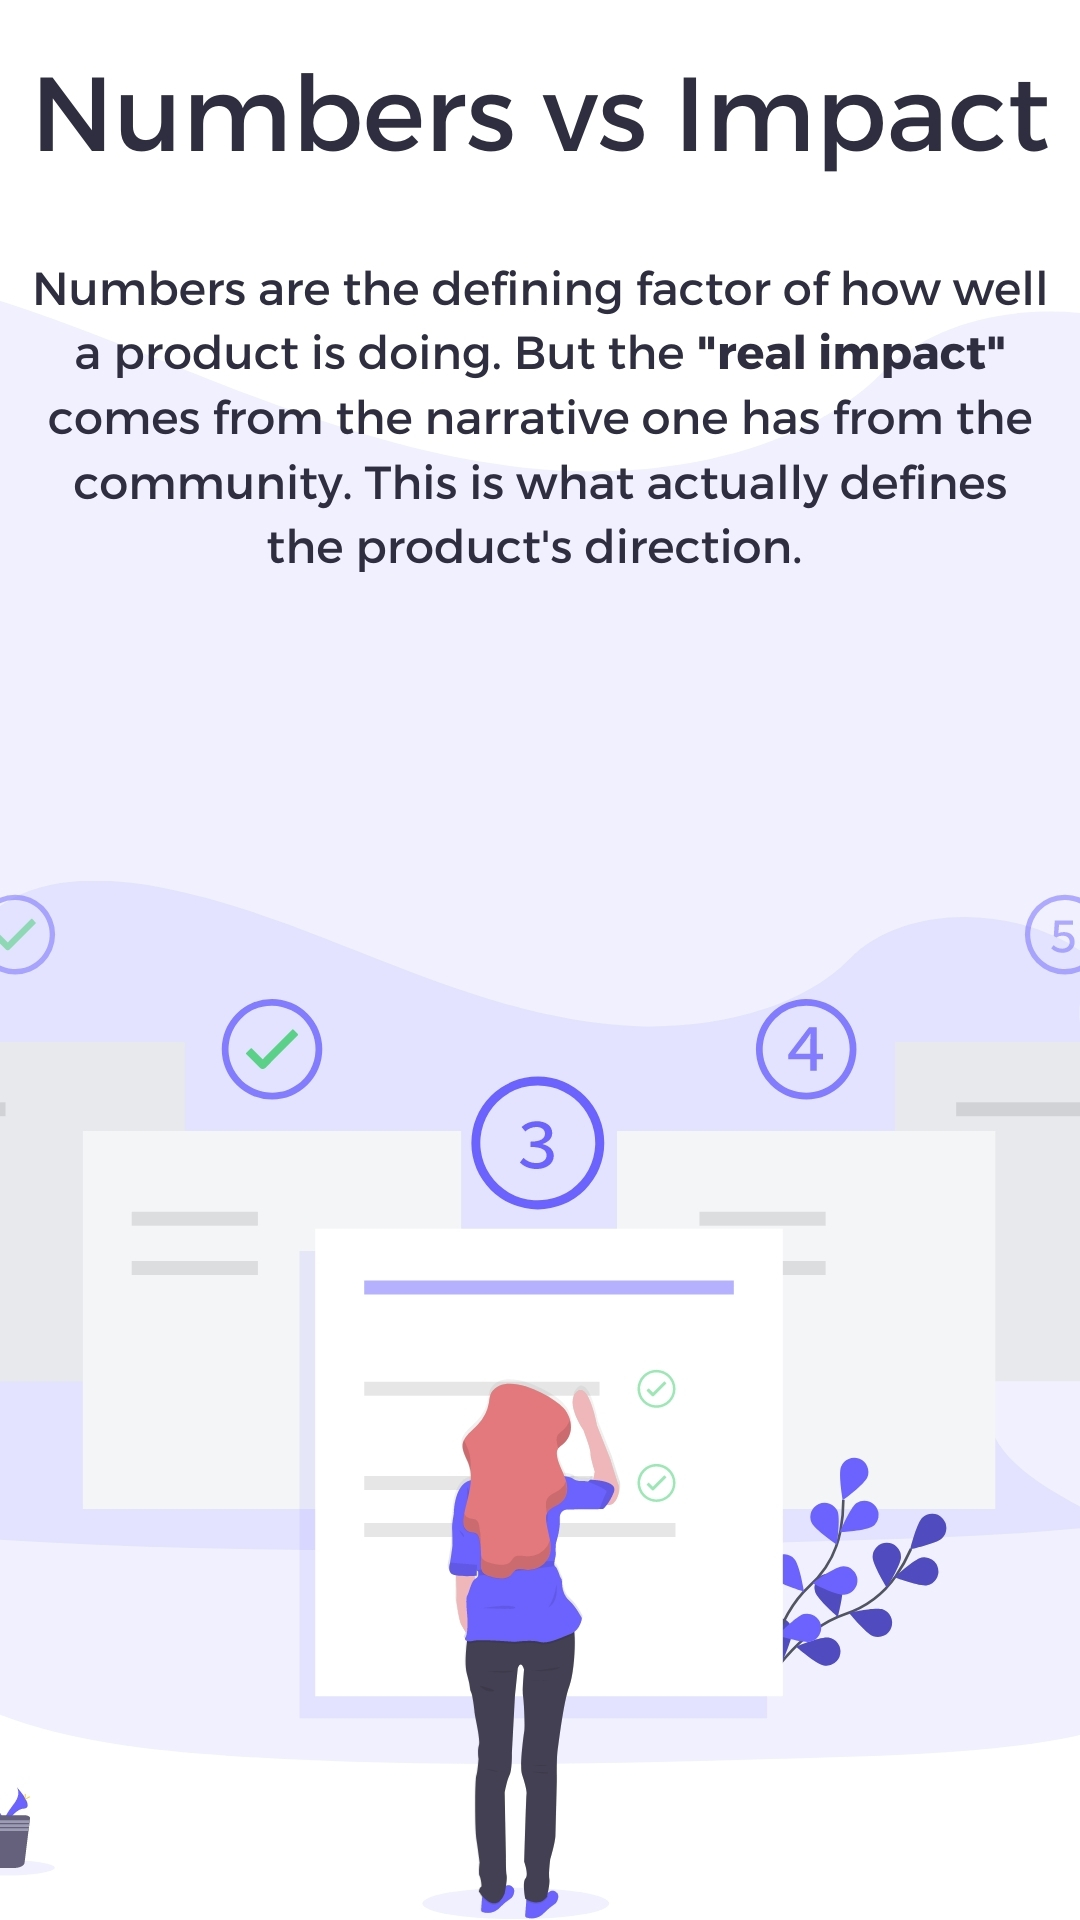 Numbers vs Impact
Numbers are the defining factor of how well
a product is doing. But the "real impact"
comes from the narrative one has from the
community. This is what actually defines
the product's direction.
5
4
3